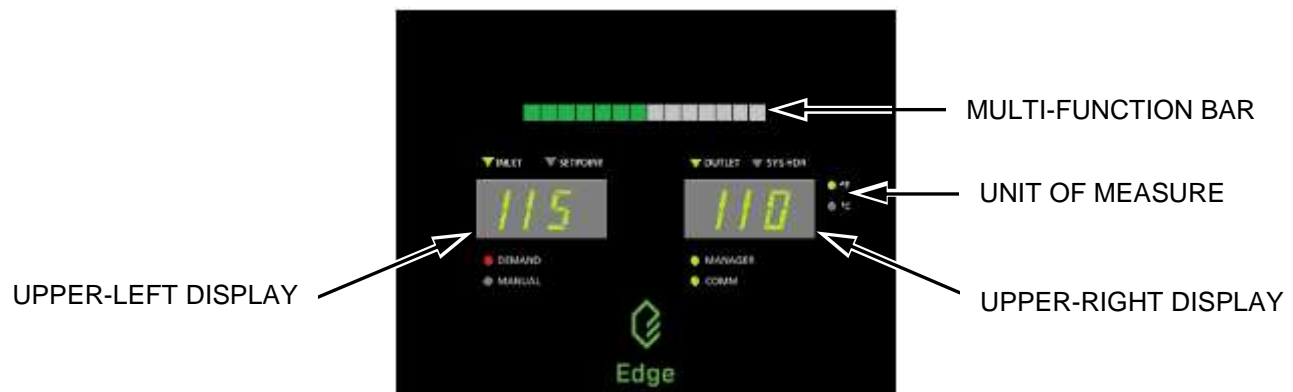 MULTI-FUNCTION BAR
INLET SETPOINT OUTLET SYS HDR
°F
UNIT OF MEASURE
°C
115 110
DEMAND MANAGER
MANUAL COMM
UPPER-LEFT DISPLAY
UPPER-RIGHT DISPLAY
Edge